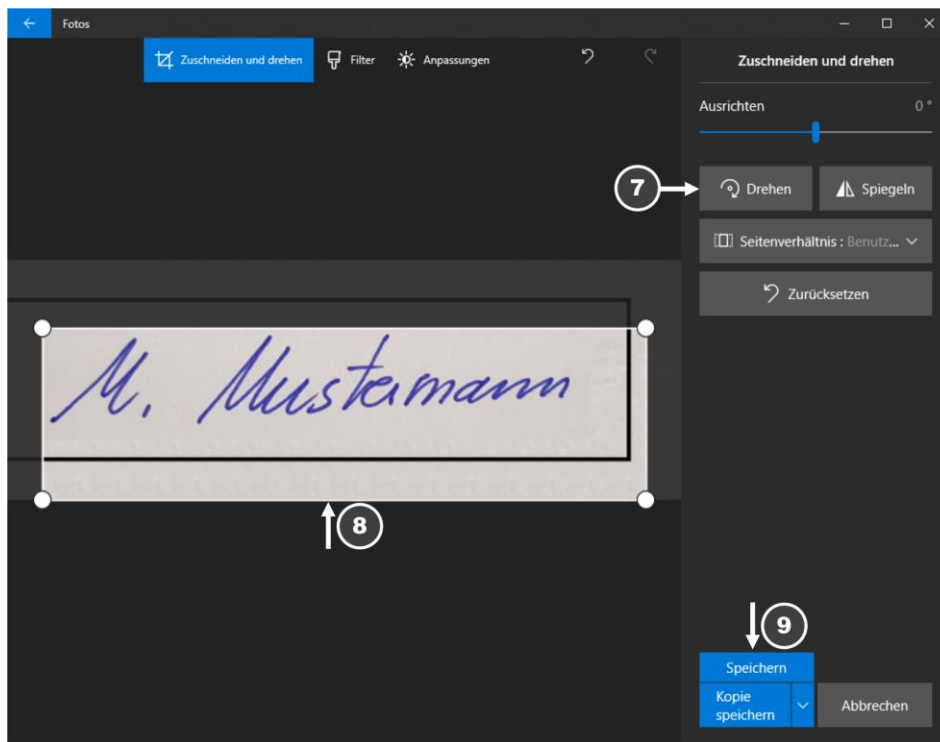 Fotos
Zuschneiden und drehen
Filter
Anpassungen
Zuschneiden und drehen
Ausrichten 0 °
7
Drehen
Spiegeln
Seitenverhältnis : Benutz...
Zurücksetzen
M. Mustermann
8
9
Speichern
Kopie
speichern
Abbrechen